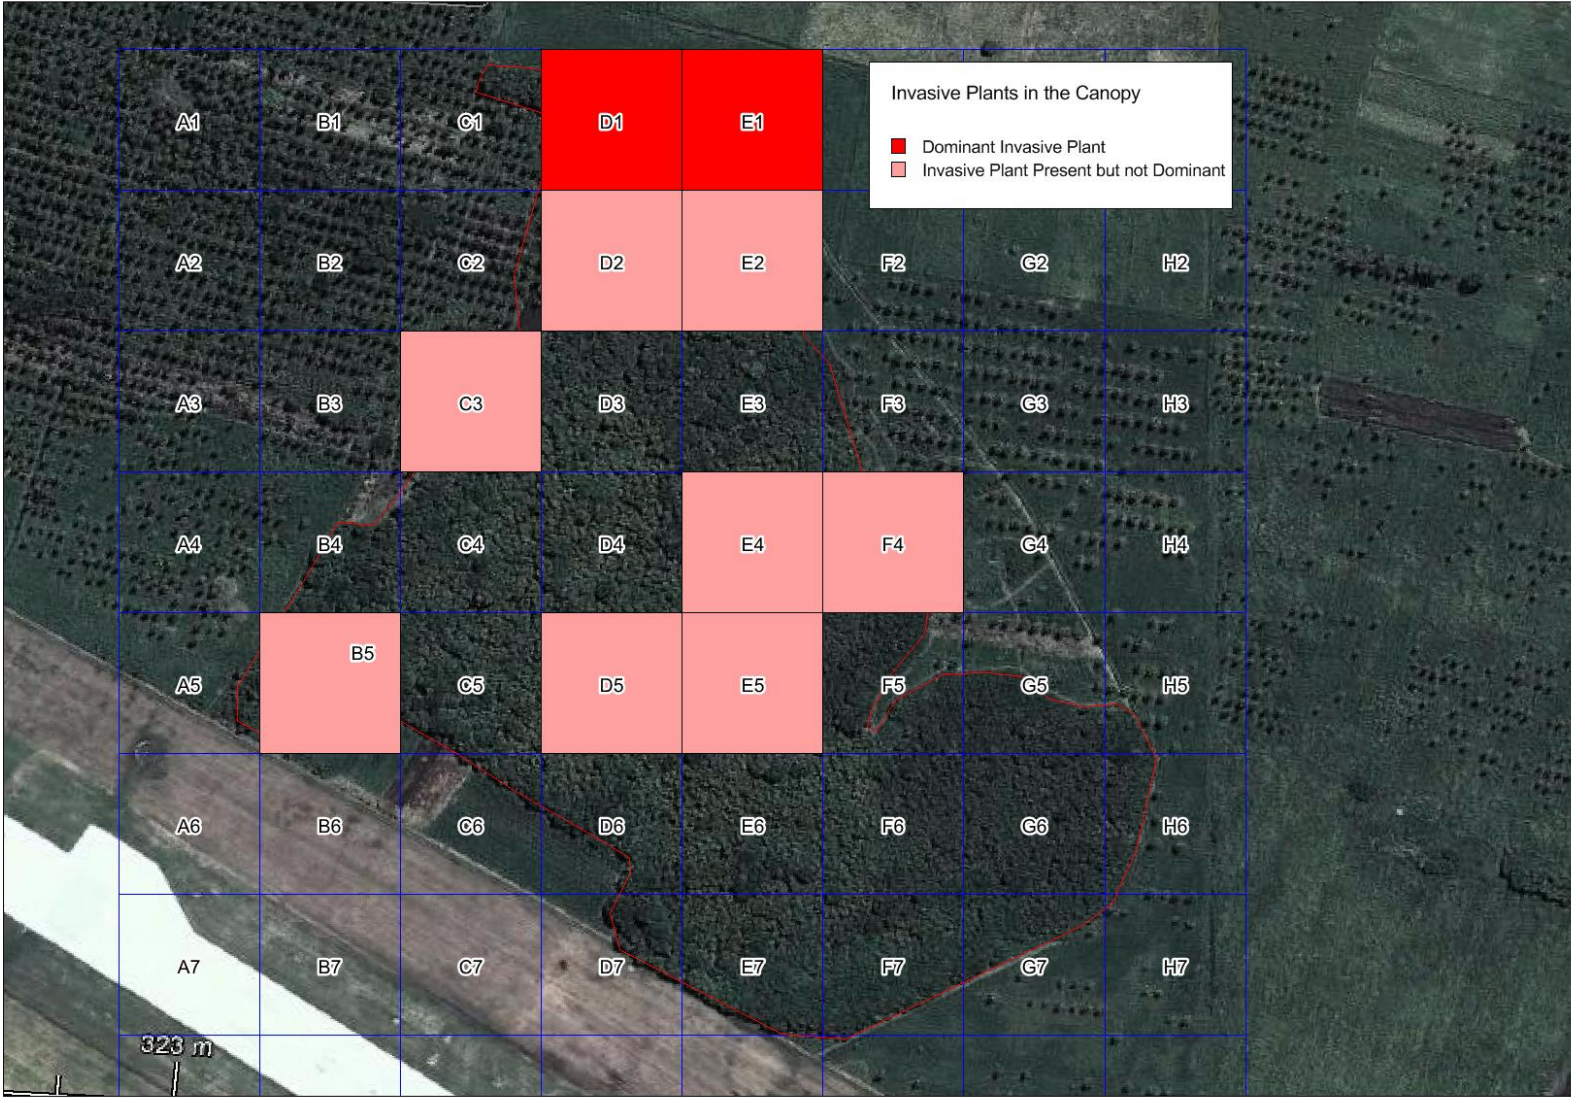 Invasive Plants in the Canopy
Dominant Invasive Plant
Invasive Plant Present but not Dominant
A1 B1 C1 D1 E1
A2 B2 C2 D2 E2 F2 G2 H2
A3 B3 C3 D3 E3 F3 G3 H3
A4 B4 C4 D4 E4 F4 G4 H4
B5
A5 C5 D5 E5 F5 G5 H5
A6 B6 C6 D6 E6 F6 G6 H6
A7 B7 C7 D7 E7 F7 G7 H7
323 m